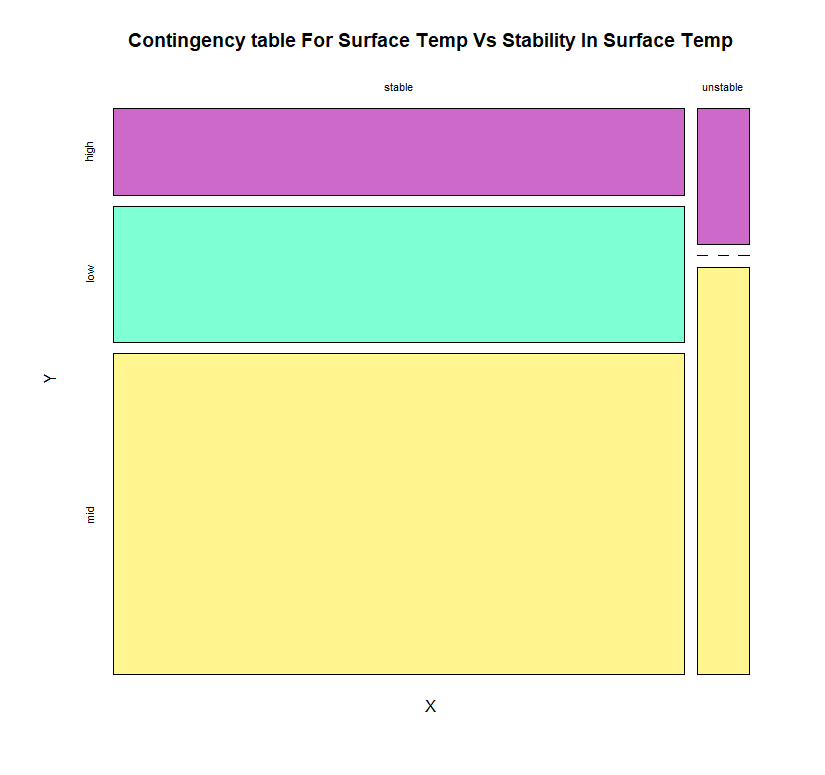 Contingency table For Surface Temp Vs Stability In Surface Temp
stable
unstable
high
low
mid
Y
X